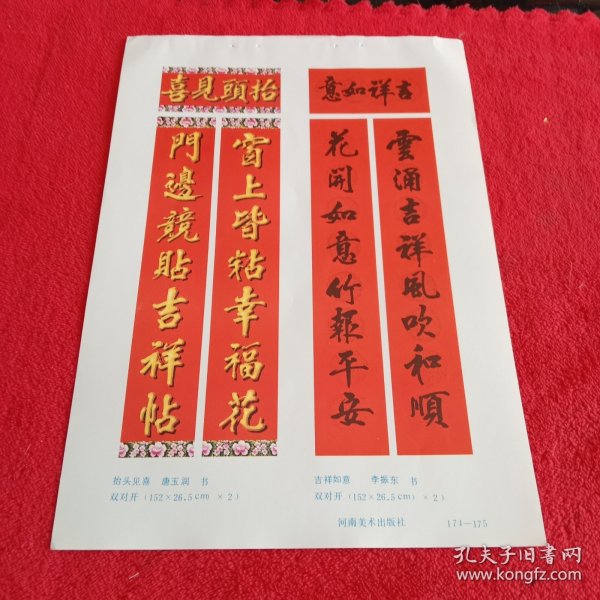 抬頭見喜
窗上皆粘幸福花
門邊競貼吉祥帖
吉祥如意
雲涌吉祥風吹和順
花開如意竹報平安
抬头见喜 唐玉润 书
双对开（152×26.5cm ×2）
吉祥如意 李振东 书
双对开（152×26.5cm ×2）
河南美术出版社 174—175
孔夫子旧书网
www.kongfz.com